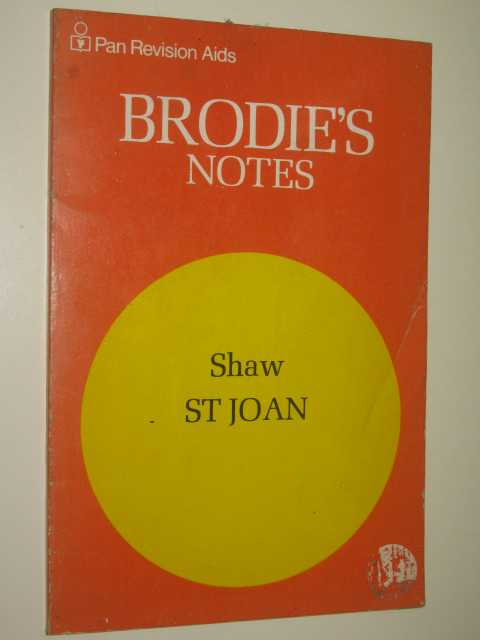 Pan Revision Aids
BRODIE'S
NOTES
Shaw
ST JOAN